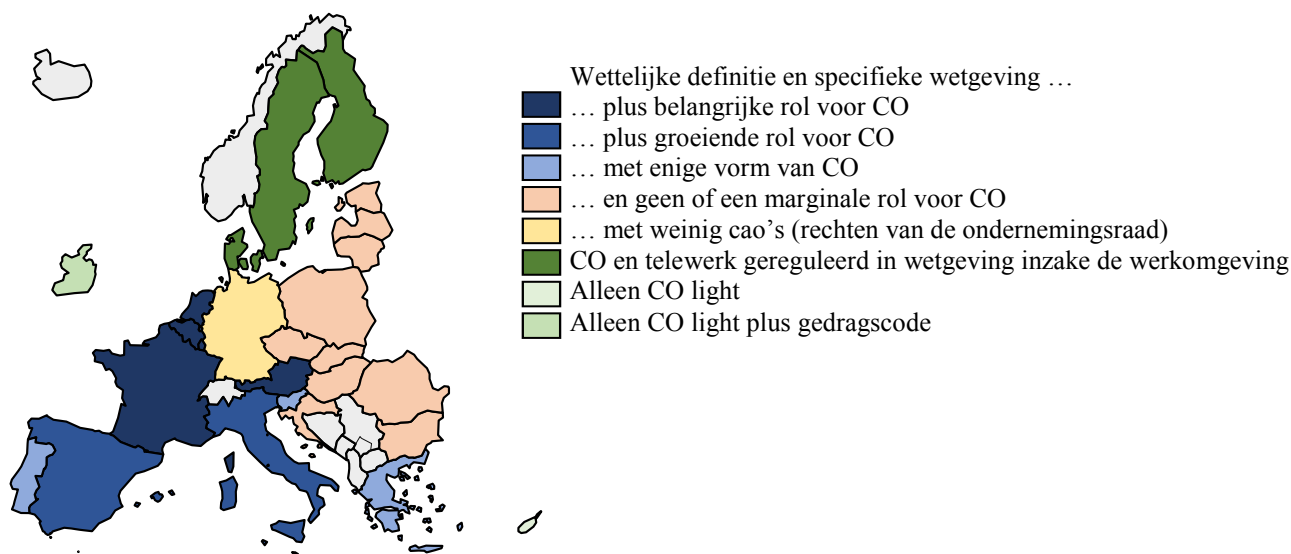 Wettelijke definitie en specifieke wetgeving …
… plus belangrijke rol voor CO
… plus groeiende rol voor CO
… met enige vorm van CO
… en geen of een marginale rol voor CO
… met weinig cao’s (rechten van de ondernemingsraad)
CO en telewerk gereguleerd in wetgeving inzake de werkomgeving
Alleen CO light
Alleen CO light plus gedragscode